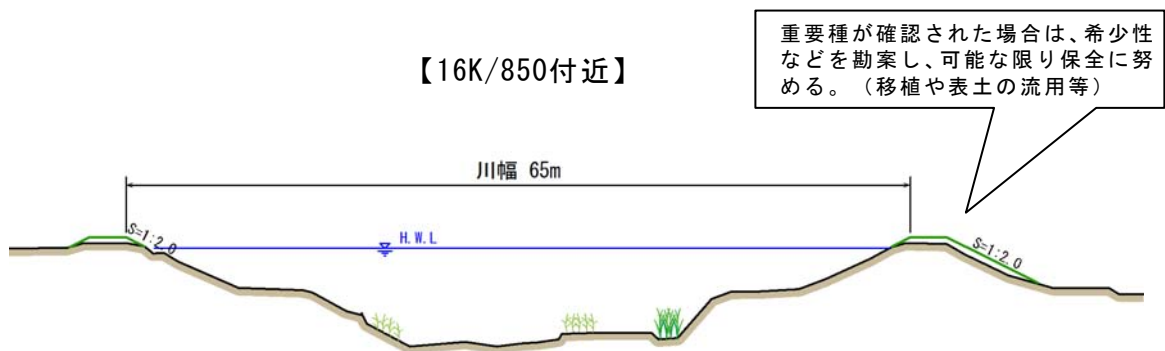 重要種が確認された場合は、希少性
などを勘案し、可能な限り保全に努
める。（移植や表土の流用等）
【16K/850付近】
川幅 65m
S=1:2.0
H.W.L
S=1:2.0